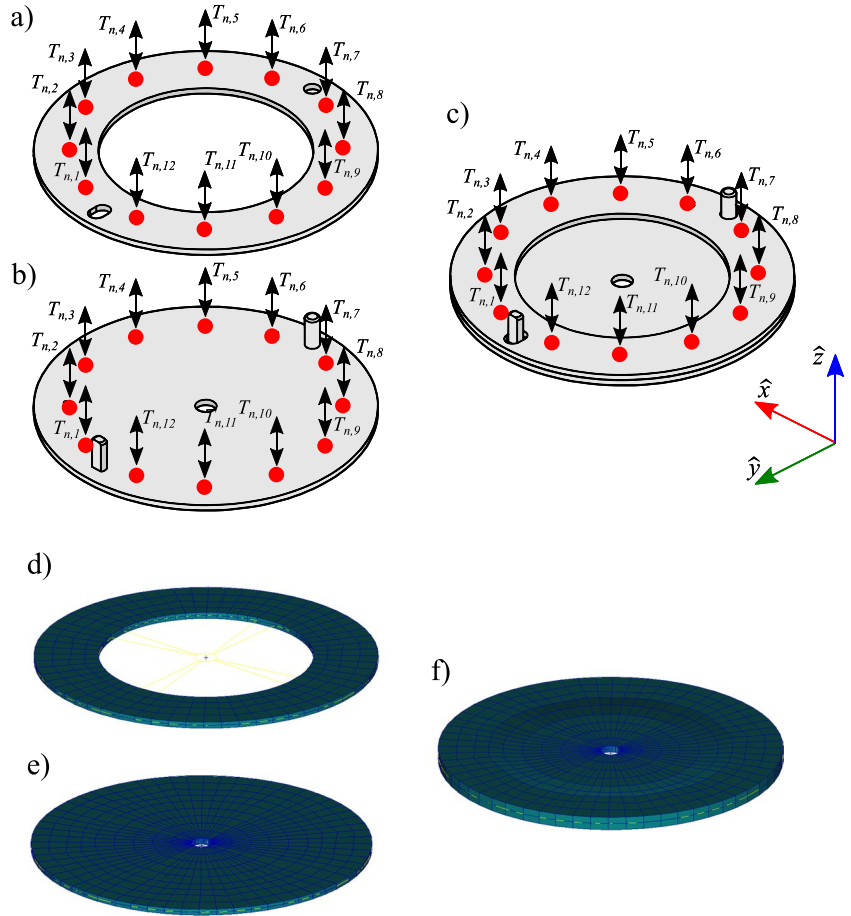 a)
T_{n,5}
T_{n,4}
T_{n,6}
T_{n,3}
T_{n,7}
T_{n,2}
T_{n,8}
T_{n,12}
T_{n,11}
T_{n,10}
T_{n,1}
T_{n,9}
b)
T_{n,5}
T_{n,4}
T_{n,6}
T_{n,3}
T_{n,7}
T_{n,2}
T_{n,8}
T_{n,12}
T_{n,11}
T_{n,10}
T_{n,1}
T_{n,9}
c)
T_{n,5}
T_{n,4}
T_{n,6}
T_{n,3}
T_{n,7}
T_{n,2}
T_{n,8}
T_{n,12}
T_{n,10}
T_{n,1}
T_{n,11}
T_{n,9}
ẑ
x̂
ŷ
d)
e)
f)